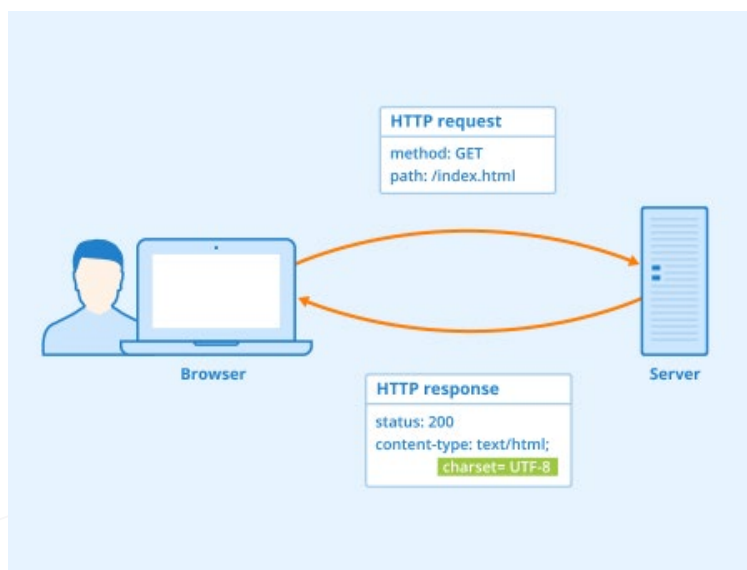 HTTP request
method: GET
path: /index.html
Browser
Server
HTTP response
status: 200
content-type: text/html;
charset= UTF-8